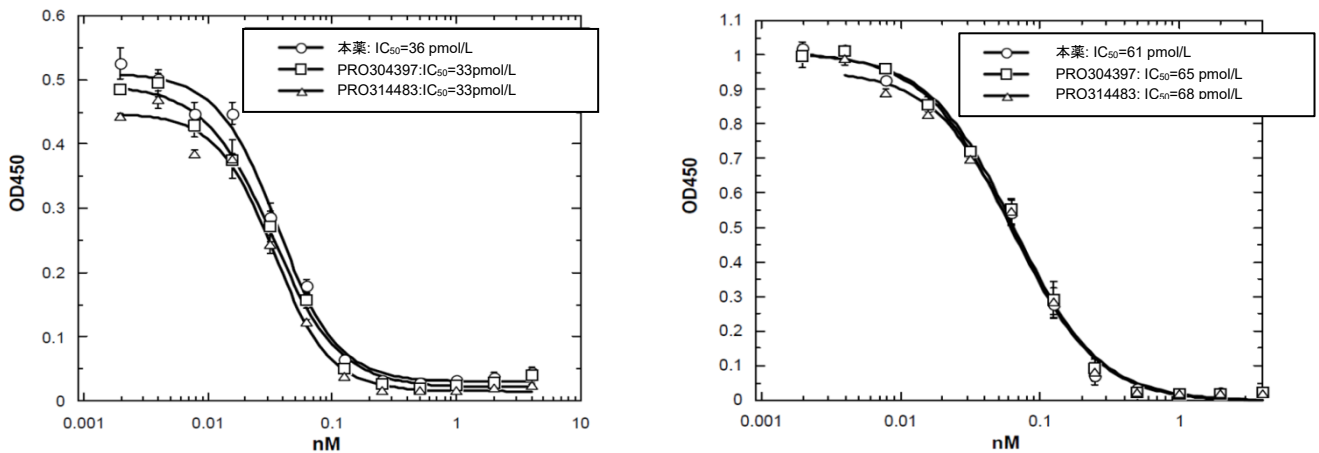 0.6
0.5
0.4
0.3
0.2
0.1
0
OD450
0.001
0.01
0.1
1
10
nM
本薬: IC₅₀=36 pmol/L
PRO304397:IC₅₀=33pmol/L
PRO314483:IC₅₀=33pmol/L
1.1
1
0.9
0.8
0.7
0.6
0.5
0.4
0.3
0.2
0.1
0
OD450
0.001
0.01
0.1
1
nM
本薬: IC₅₀=61 pmol/L
PRO304397: IC₅₀=65 pmol/L
PRO314483: IC₅₀=68 pmol/L